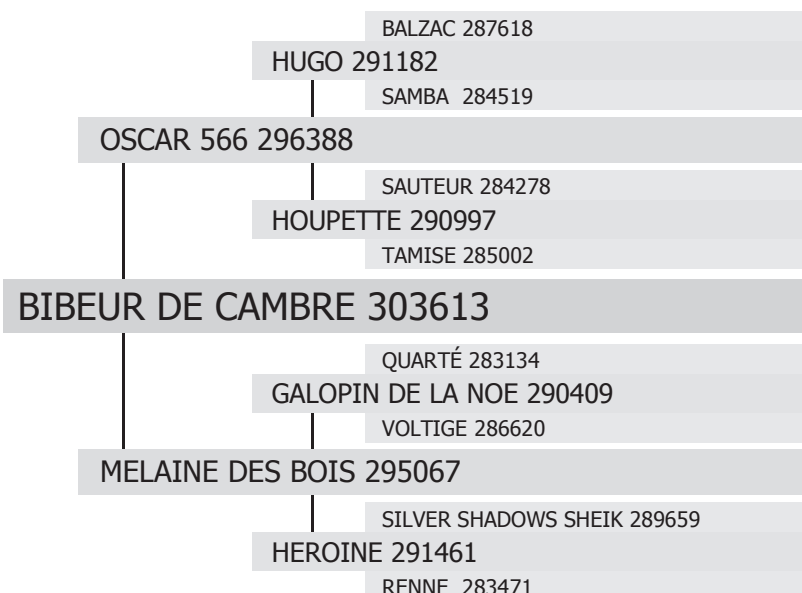 BALZAC 287618
HUGO 291182
SAMBA 284519
OSCAR 566 296388
SAUTEUR 284278
HOUPETTE 290997
TAMISE 285002
BIBEUR DE CAMBRE 303613
QUARTÉ 283134
GALOPIN DE LA NOE 290409
VOLTIGE 286620
MELAINE DES BOIS 295067
SILVER SHADOWS SHEIK 289659
HEROINE 291461
RENNE 283471